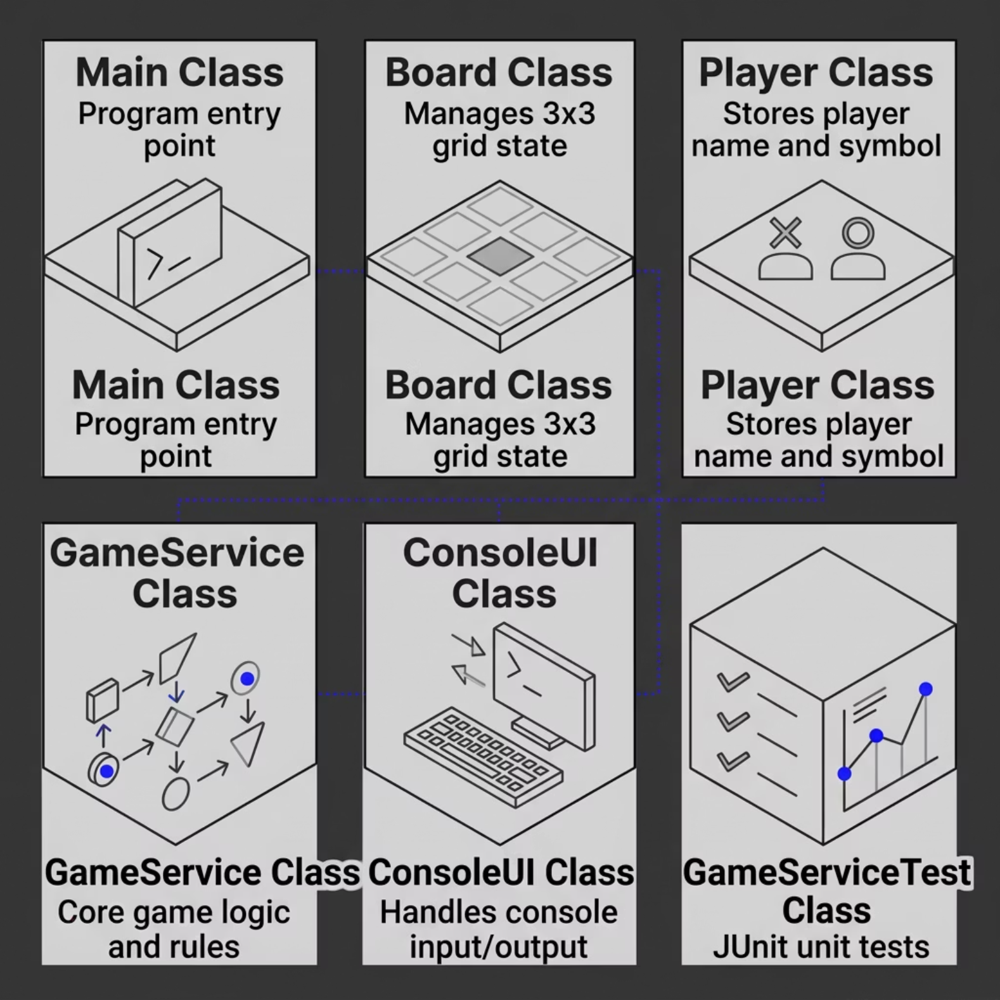 Main Class
Program entry
point
Main Class
Program entry
point
Board Class
Manages 3x3
grid state
Board Class
Manages 3x3
grid state
Player Class
Stores player
name and symbol
Player Class
Stores player
name and symbol
GameService
Class
GameService Class
Core game logic
and rules
ConsoleUI
Class
ConsoleUI Class
Handles console
input/output
GameServiceTest
Class
JUnit unit tests